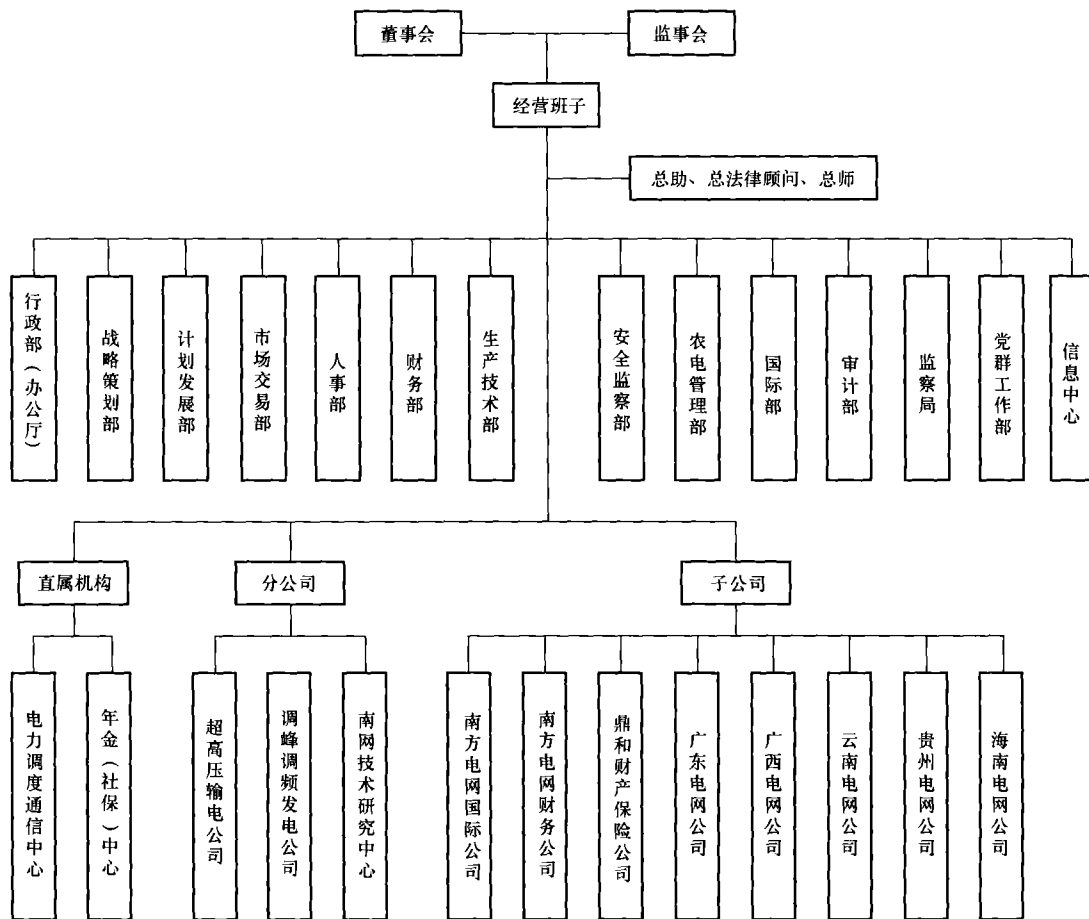 董事会
监事会
经营班子
总助、总法律顾问、总师
行政部（办公厅）
战略策划部
计划发展部
市场交易部
人事部
财务部
生产技术部
安全监察部
农电管理部
国际部
审计部
监察局
党群工作部
信息中心
直属机构
分公司
子公司
电力调度通信中心
年金（社保）中心
超高压输电公司
调峰调频发电公司
南网技术研究中心
南方电网国际公司
南方电网财务公司
鼎和财产保险公司
广东电网公司
广西电网公司
云南电网公司
贵州电网公司
海南电网公司